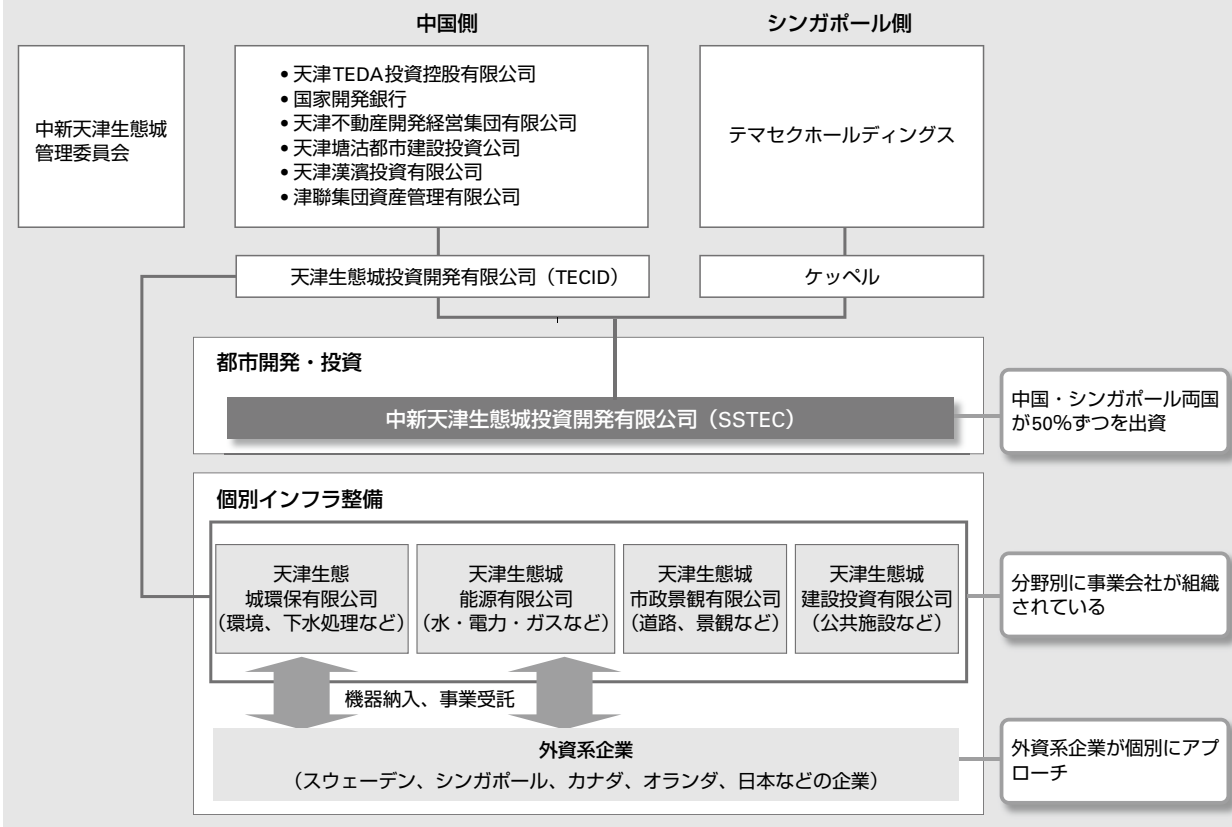 中国側
シンガポール側
中新天津生態城
管理委員会
•天津TEDA投資控股有限公司
•国家開発銀行
•天津不動産開発経営集団有限公司
•天津塘沽都市建設投資公司
•天津漢濱投資有限公司
•津聯集団資産管理有限公司
テマセクホールディングス
天津生態城投資開発有限公司（TECID）
ケッペル
都市開発・投資
中新天津生態城投資開発有限公司（SSTEC）
中国・シンガポール両国
が50%ずつを出資
個別インフラ整備
天津生態
城環保有限公司
（環境、下水処理など）
天津生態城
能源有限公司
（水・電力・ガスなど）
天津生態城
市政景観有限公司
（道路、景観など）
天津生態城
建設投資有限公司
（公共施設など）
分野別に事業会社が組織
されている
機器納入、事業受託
外資系企業
（スウェーデン、シンガポール、カナダ、オランダ、日本などの企業）
外資系企業が個別にアプ
ローチ